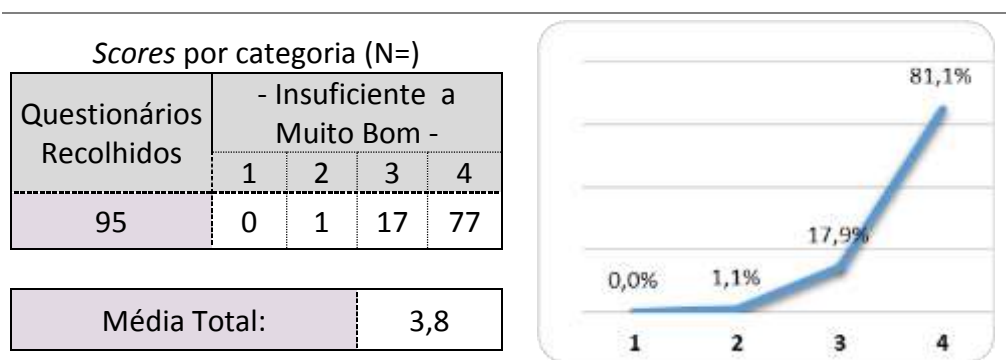 Scores por categoria (N=)
Questionários Recolhidos
- Insuficiente a Muito Bom -
1 2 3 4
95 0 1 17 77
Média Total: 3,8
81,1%
17,9%
0,0% 1,1%
1 2 3 4